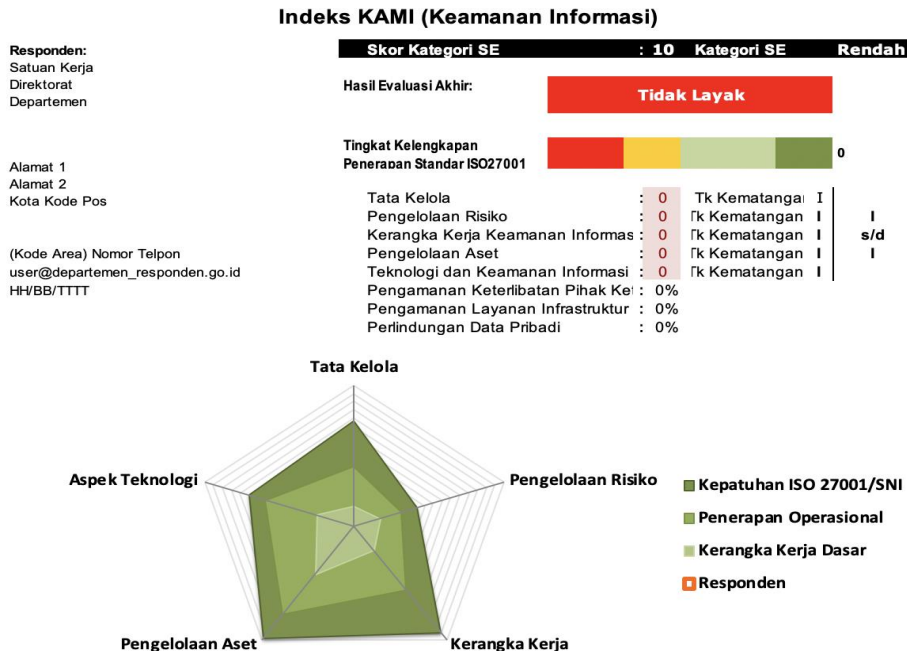 Indeks KAMI (Keamanan Informasi)
Responden:
Satuan Kerja
Direktorat
Departemen
Alamat 1
Alamat 2
Kota Kode Pos
(Kode Area) Nomor Telpon
user@departemen_responden.go.id
HH/BB/TTTT
Skor Kategori SE : 10 Kategori SE Rendah
Hasil Evaluasi Akhir: Tidak Layak
Tingkat Kelengkapan
Penerapan Standar ISO27001 0
Tata Kelola : 0 Tk Kematangan I
Pengelolaan Risiko : 0 Tk Kematangan I I
Kerangka Kerja Keamanan Informas : 0 Tk Kematangan I s/d
Pengelolaan Aset : 0 Tk Kematangan I I
Teknologi dan Keamanan Informasi : 0 Tk Kematangan I
Pengamanan Keterlibatan Pihak Ket : 0%
Pengamanan Layanan Infrastruktur : 0%
Perlindungan Data Pribadi : 0%
Tata Kelola
Aspek Teknologi
Pengelolaan Risiko
Pengelolaan Aset
Kerangka Kerja
Kepatuhan ISO 27001/SNI
Penerapan Operasional
Kerangka Kerja Dasar
Responden